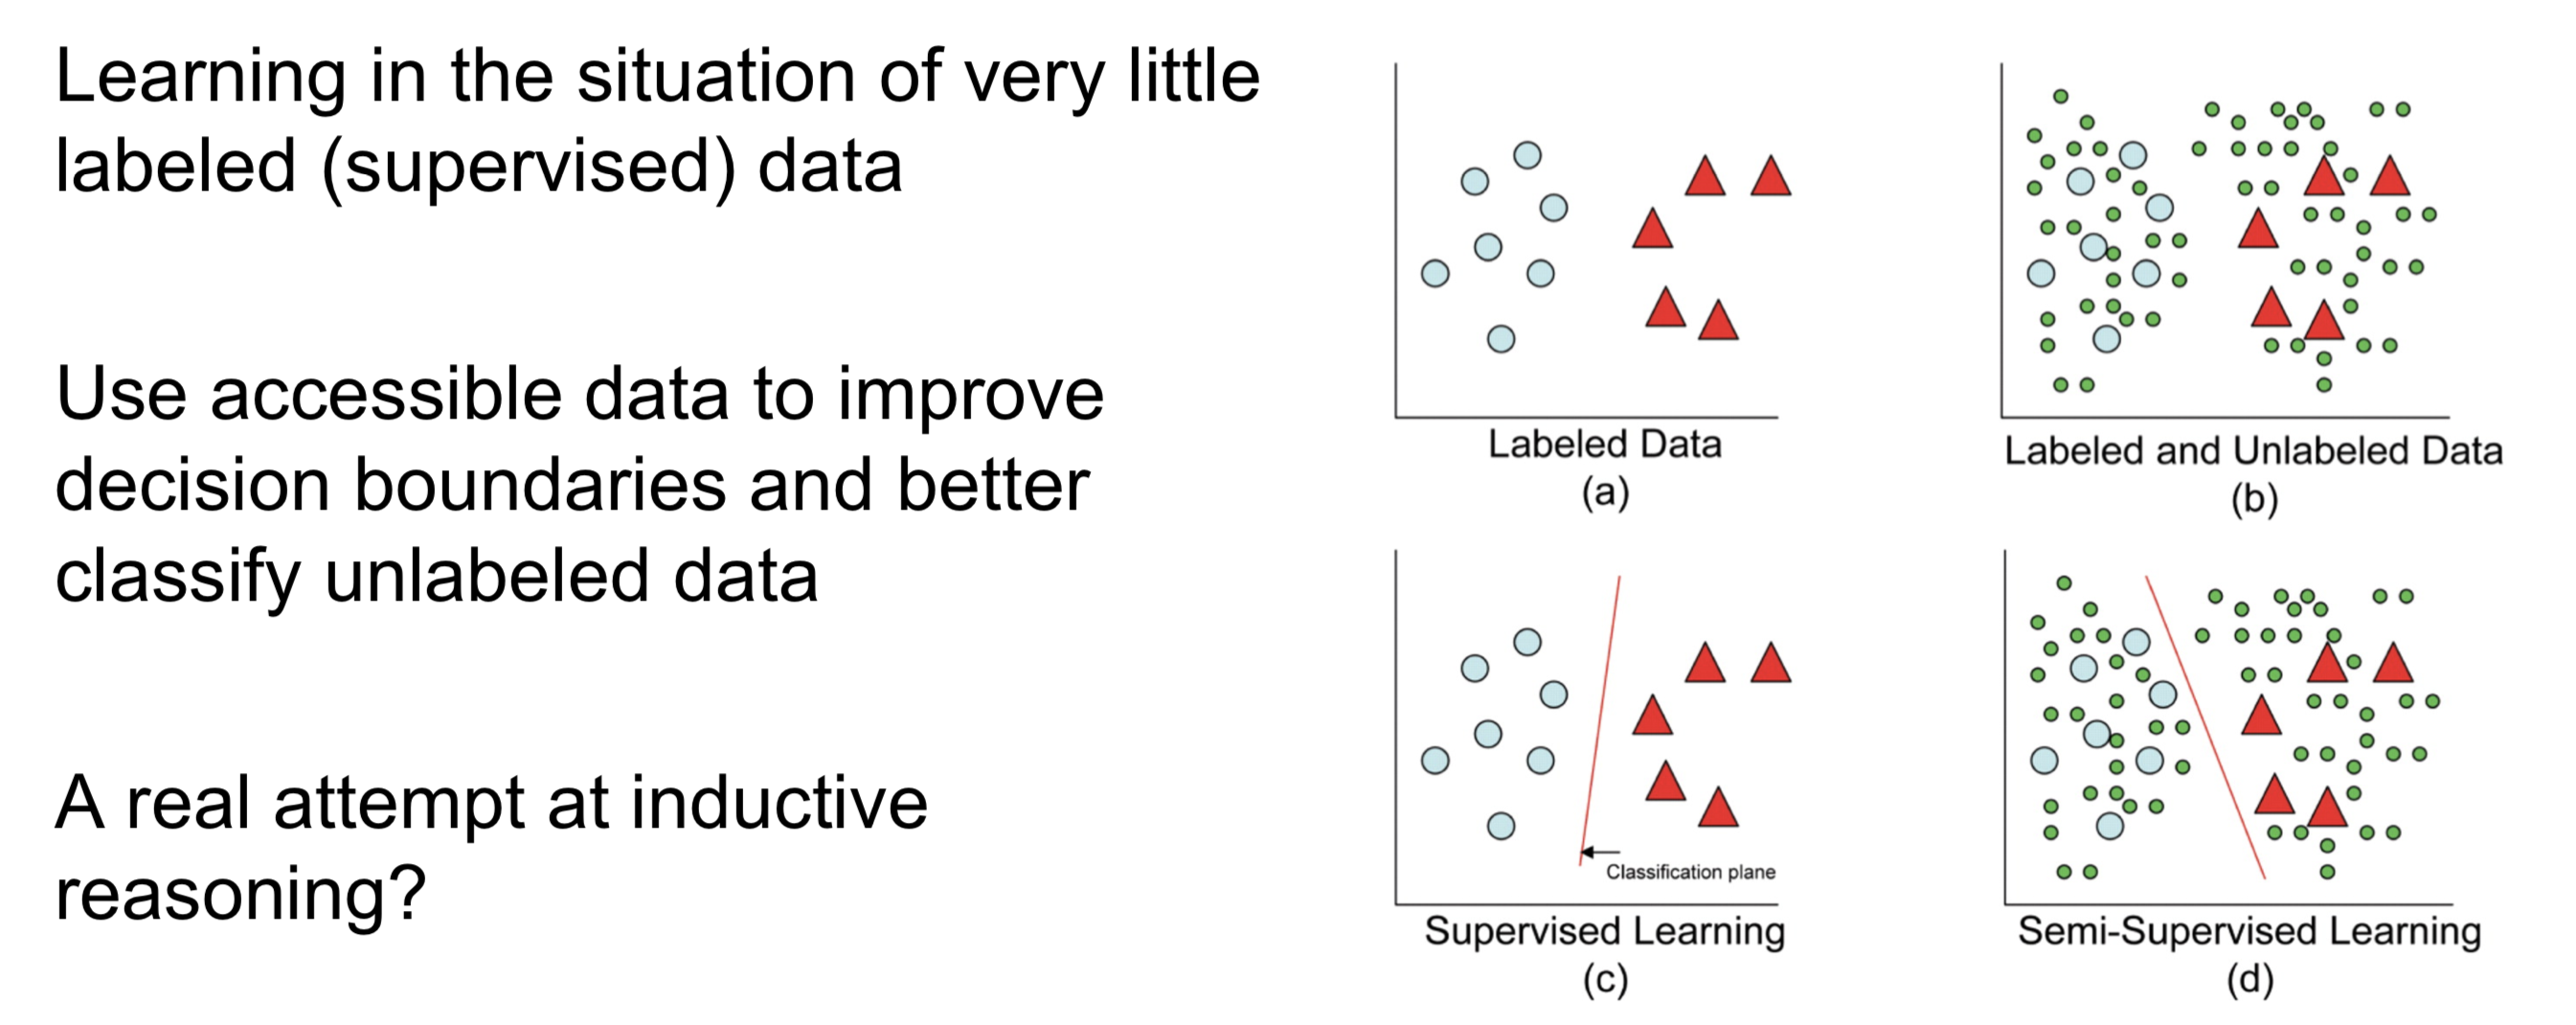 Learning in the situation of very little
labeled (supervised) data
Use accessible data to improve
decision boundaries and better
classify unlabeled data
A real attempt at inductive
reasoning?
Labeled Data
(a)
Labeled and Unlabeled Data
(b)
Classification plane
Supervised Learning
(c)
Semi-Supervised Learning
(d)